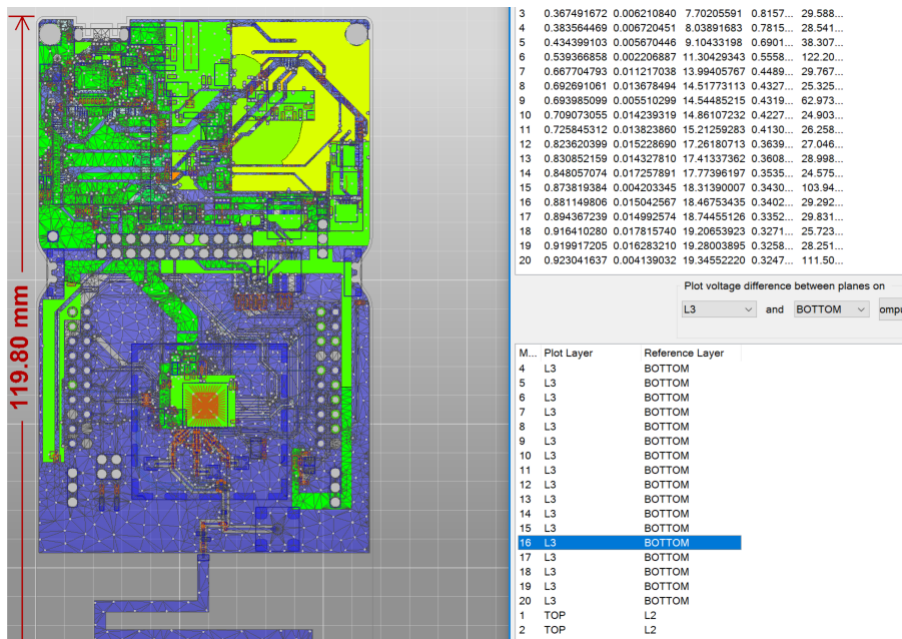 119.80 mm
3 0.367491672 0.006210840 7.70205591 0.8157... 29.588...
4 0.383564469 0.006720451 8.03891683 0.7815... 28.541...
5 0.434399103 0.005670446 9.10433198 0.6901... 38.307...
6 0.539366858 0.002206887 11.30429343 0.5558... 122.20...
7 0.667704793 0.011217038 13.99405767 0.4489... 29.767...
8 0.692691061 0.013678494 14.51773113 0.4327... 25.325...
9 0.693985099 0.005510299 14.54485215 0.4319... 62.973...
10 0.709073055 0.014239319 14.86107232 0.4227... 24.903...
11 0.725845312 0.013823860 15.21259283 0.4130... 26.258...
12 0.823620399 0.015228690 17.26180713 0.3639... 27.046...
13 0.830852159 0.014327810 17.41337362 0.3608... 28.998...
14 0.848057074 0.017257891 17.77396197 0.3535... 24.575...
15 0.873819384 0.004203345 18.31390007 0.3430... 103.94...
16 0.881149806 0.015042567 18.46753435 0.3402... 29.292...
17 0.894367239 0.014992574 18.74455126 0.3352... 29.831...
18 0.916410280 0.017815740 19.20653923 0.3271... 25.723...
19 0.919917205 0.016283210 19.28003895 0.3258... 28.251...
20 0.923041637 0.004139032 19.34552220 0.3247... 111.50...
Plot voltage difference between planes on
L3 and BOTTOM ompu
M... Plot Layer Reference Layer
4 L3 BOTTOM
5 L3 BOTTOM
6 L3 BOTTOM
7 L3 BOTTOM
8 L3 BOTTOM
9 L3 BOTTOM
10 L3 BOTTOM
11 L3 BOTTOM
12 L3 BOTTOM
13 L3 BOTTOM
14 L3 BOTTOM
15 L3 BOTTOM
16 L3 BOTTOM
17 L3 BOTTOM
18 L3 BOTTOM
19 L3 BOTTOM
20 L3 BOTTOM
1 TOP L2
2 TOP L2